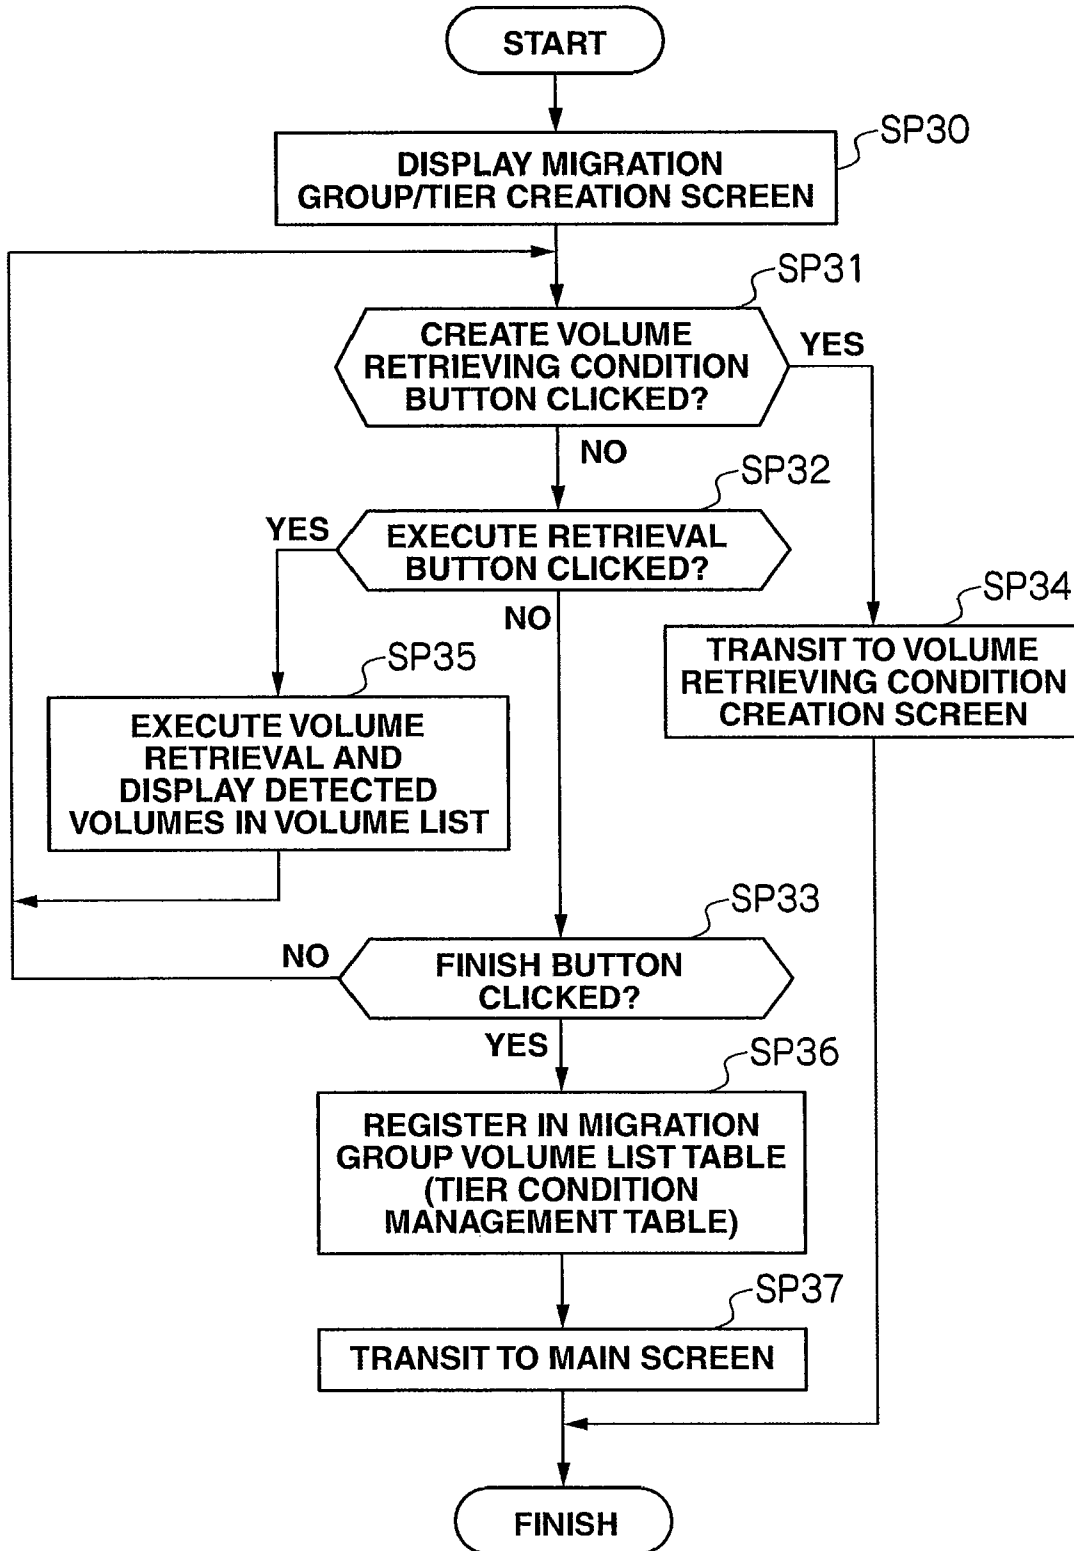 START
SP30
DISPLAY MIGRATION
GROUP/TIER CREATION SCREEN
SP31
CREATE VOLUME
RETRIEVING CONDITION
BUTTON CLICKED?
YES
NO
SP32
YES
EXECUTE RETRIEVAL
BUTTON CLICKED?
NO
SP34
TRANSIT TO VOLUME
RETRIEVING CONDITION
CREATION SCREEN
SP35
EXECUTE VOLUME
RETRIEVAL AND
DISPLAY DETECTED
VOLUMES IN VOLUME LIST
SP33
NO
FINISH BUTTON
CLICKED?
YES
SP36
REGISTER IN MIGRATION
GROUP VOLUME LIST TABLE
(TIER CONDITION
MANAGEMENT TABLE)
SP37
TRANSIT TO MAIN SCREEN
FINISH